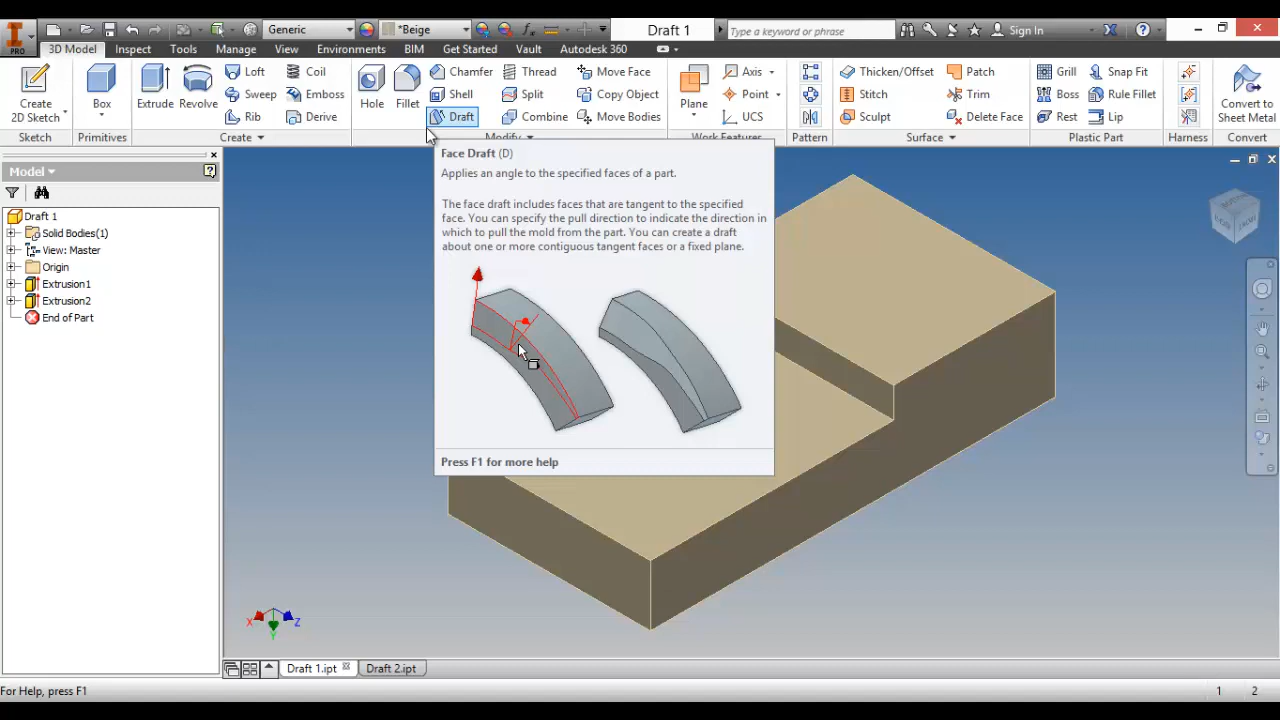 Generic
*Beige
Draft 1
Type a keyword or phrase
Sign In
PRO
3D Model
Inspect
Tools
Manage
View
Environments
BIM
Get Started
Vault
Autodesk 360
Create
2D Sketch
Box
Extrude
Revolve
Loft
Sweep
Rib
Coil
Emboss
Derive
Hole
Fillet
Chamfer
Shell
Draft
Thread
Split
Combine
Move Face
Copy Object
Move Bodies
Plane
Axis
Point
UCS
Thicken/Offset
Stitch
Sculpt
Patch
Trim
Delete Face
Grill
Boss
Rest
Snap Fit
Rule Fillet
Lip
Convert to
Sheet Metal
Sketch
Primitives
Create
Modify
Work Features
Pattern
Surface
Plastic Part
Harness
Convert
Model
Draft 1
Solid Bodies(1)
View: Master
Origin
Extrusion1
Extrusion2
End of Part
Face Draft (D)
Applies an angle to the specified faces of a part.
The face draft includes faces that are tangent to the specified
face. You can specify the pull direction to indicate the direction in
which to pull the mold from the part. You can create a draft
about one or more contiguous tangent faces or a fixed plane.
Press F1 for more help
X
Y
Z
Draft 1.ipt
Draft 2.ipt
For Help, press F1
1
2